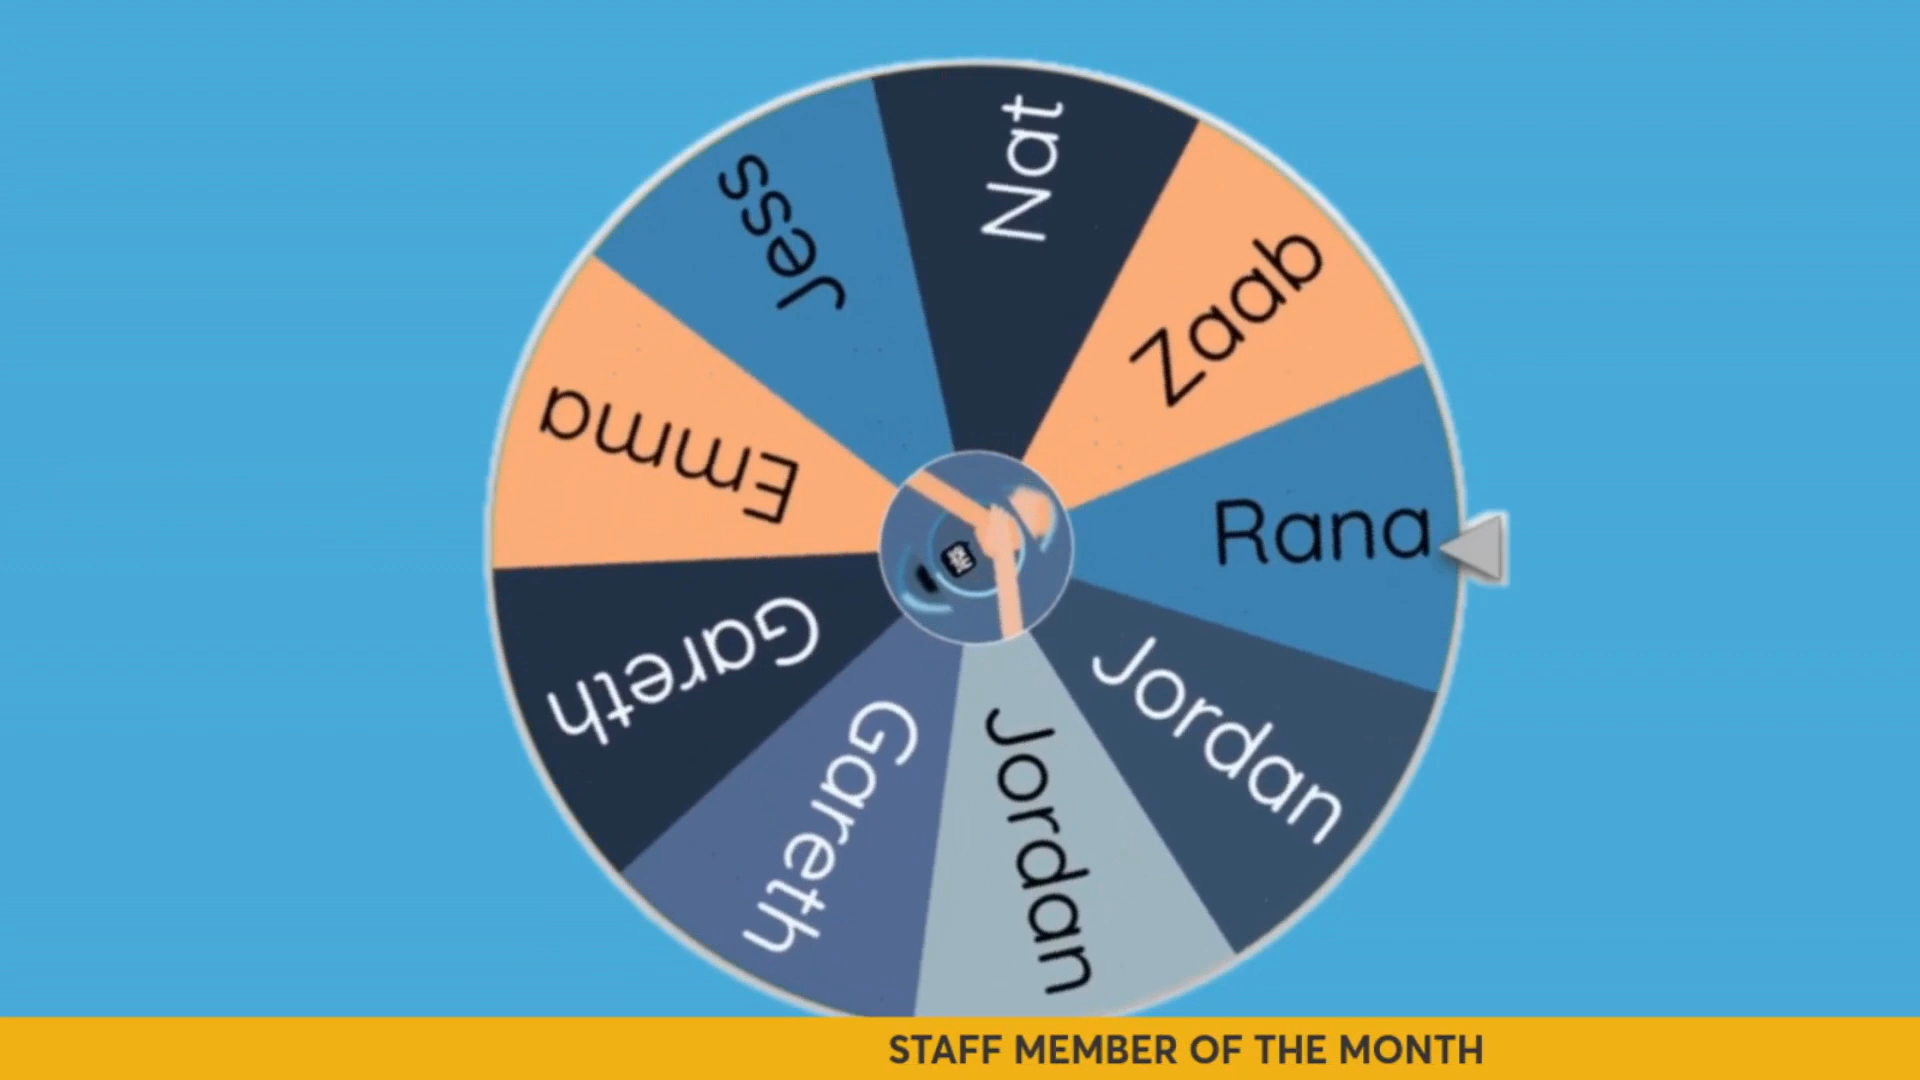 Nat
Zaab
Rana
Jordan
Jordan
Gareth
Gareth
Emma
Jess
STAFF MEMBER OF THE MONTH